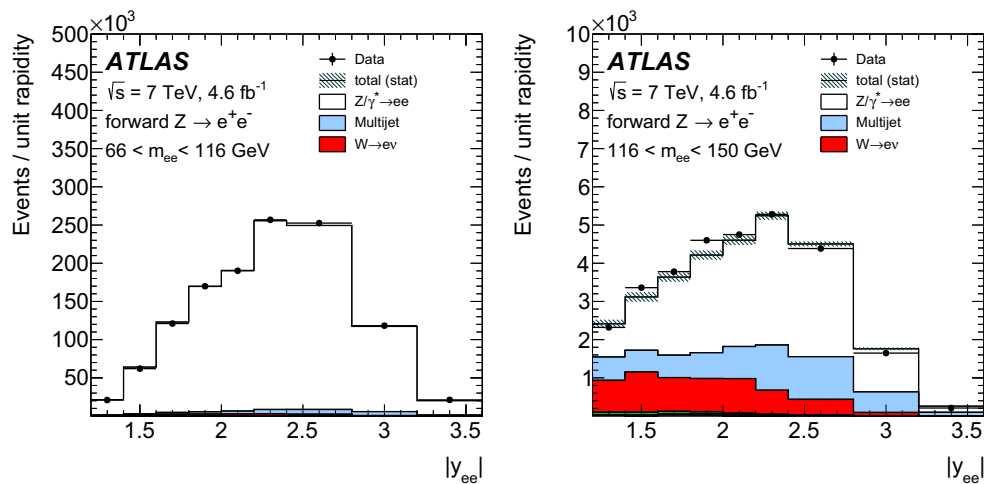 ×10³
Events / unit rapidity
500
450
400
350
300
250
200
150
100
50
ATLAS
√s = 7 TeV, 4.6 fb⁻¹
forward Z → e⁺e⁻
66 < mₑₑ < 116 GeV
Data
total (stat)
Z/γ*→ee
Multijet
W→eν
1.5 2 2.5 3 3.5
|yₑₑ|
×10³
Events / unit rapidity
10
9
8
7
6
5
4
3
2
1
ATLAS
√s = 7 TeV, 4.6 fb⁻¹
forward Z → e⁺e⁻
116 < mₑₑ < 150 GeV
Data
total (stat)
Z/γ*→ee
Multijet
W→eν
1.5 2 2.5 3 3.5
|yₑₑ|